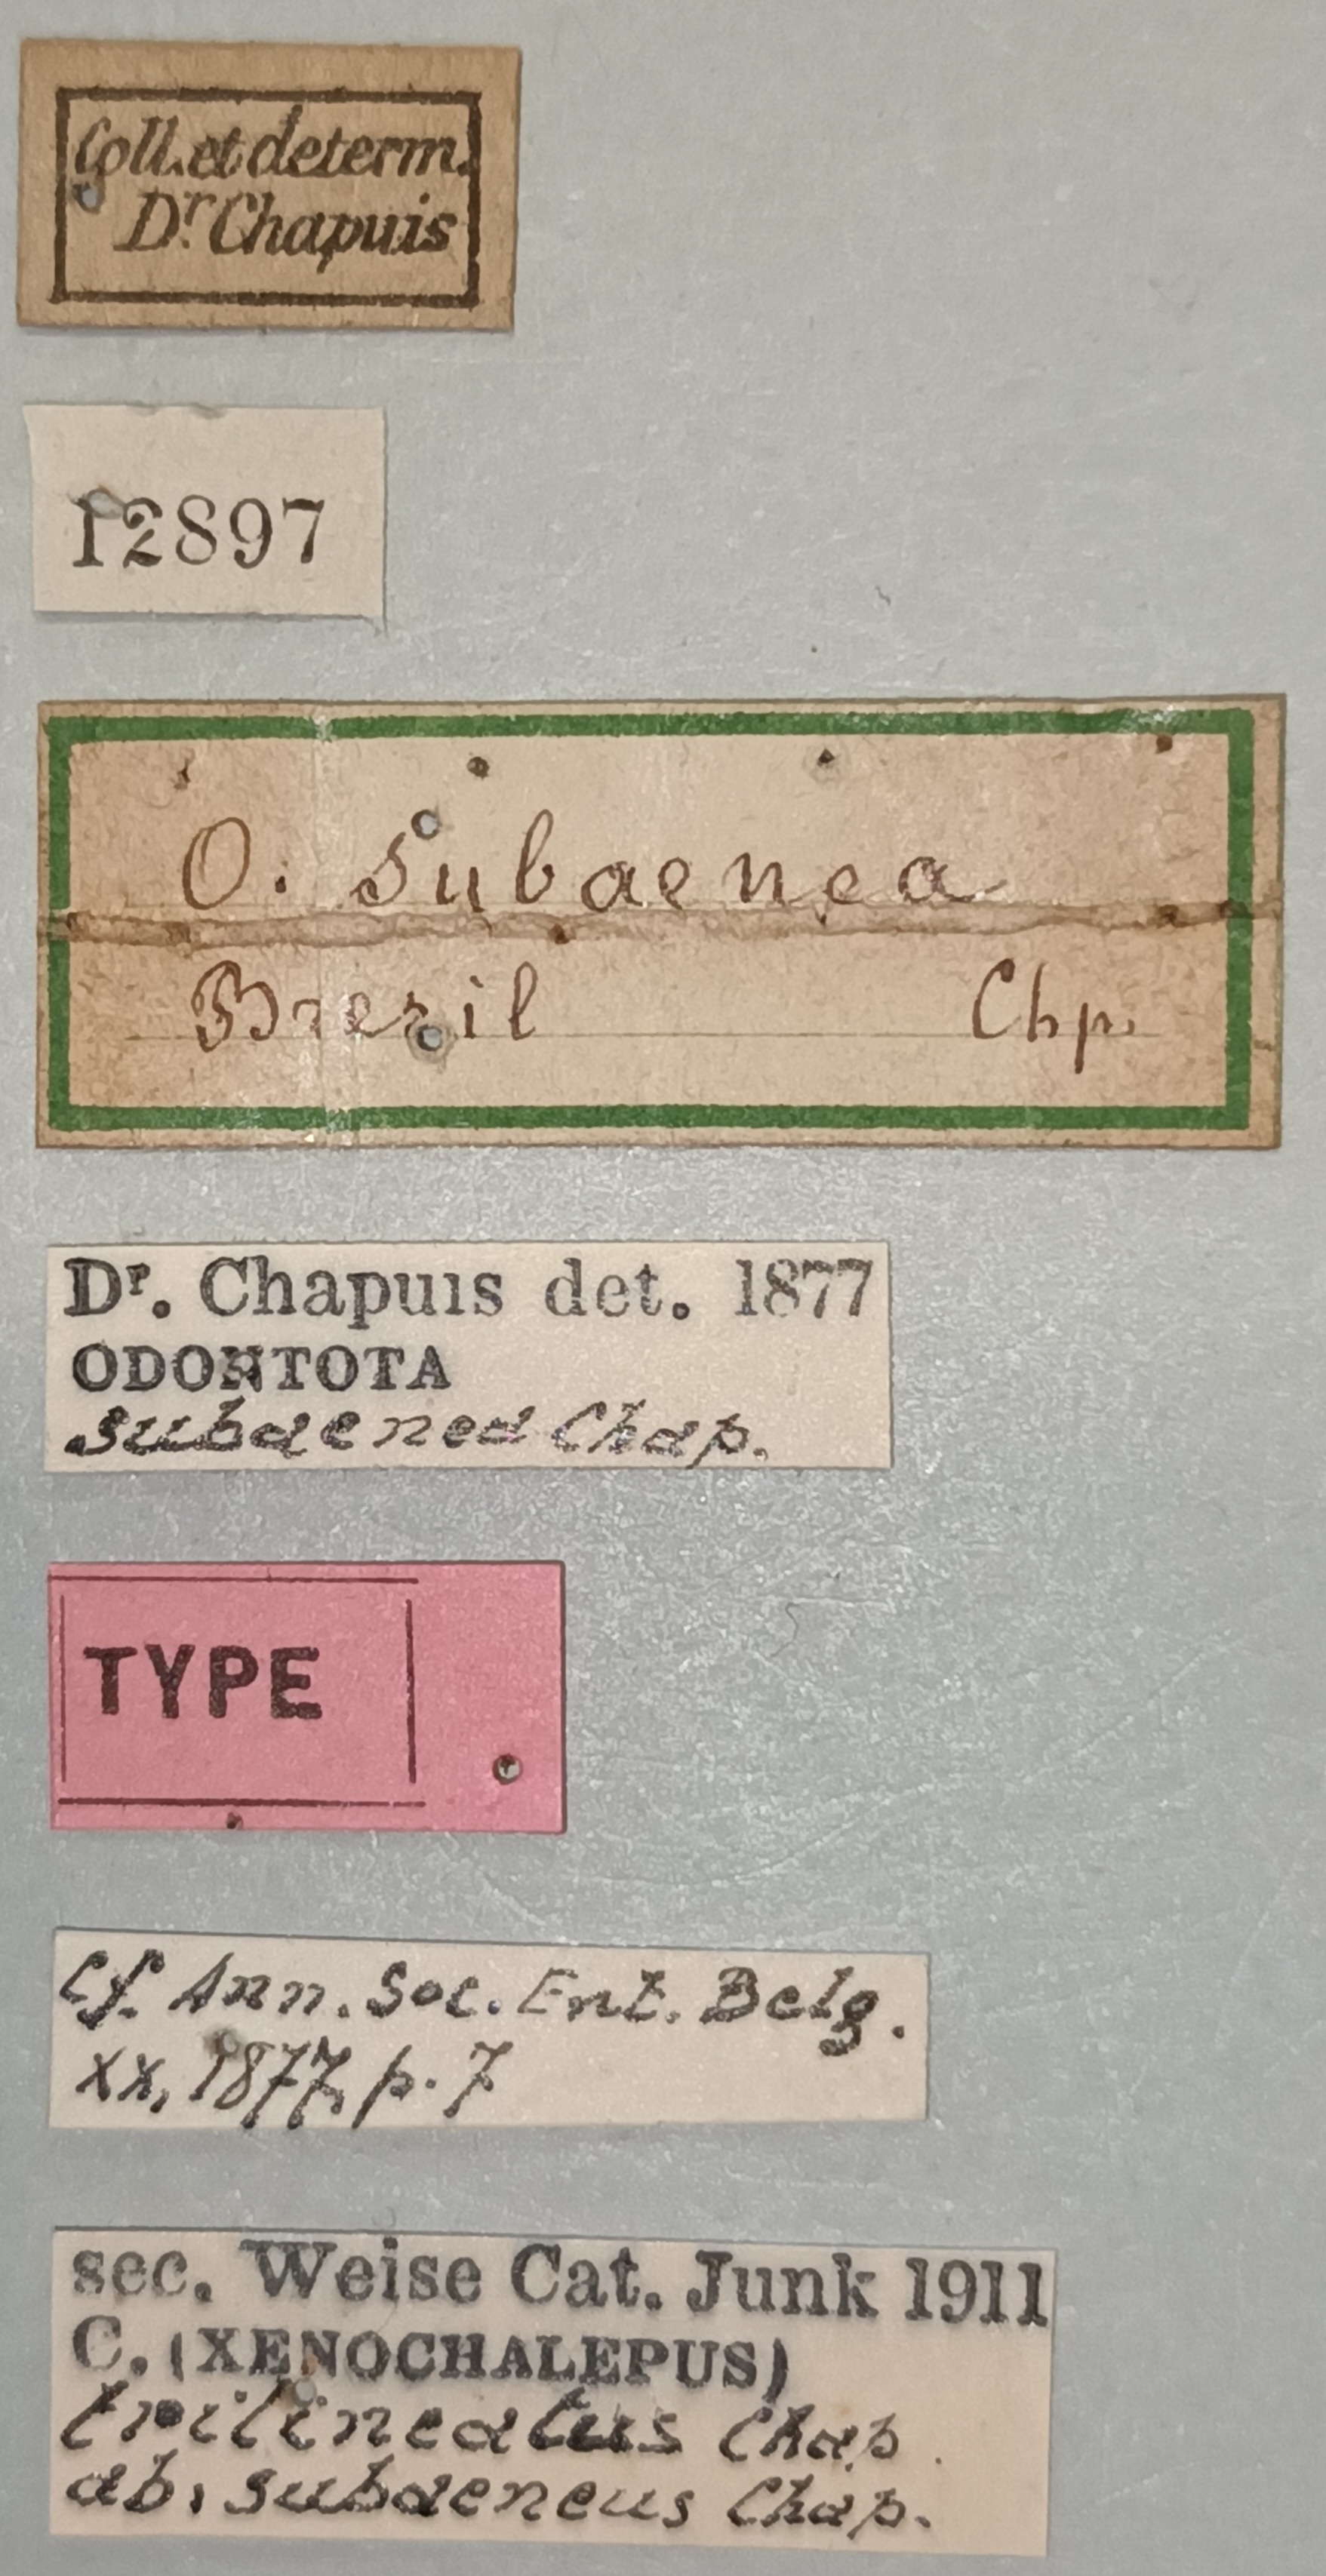 Coll. et determ.
Dr. Chapuis
12897
O. subaenea
Bresil Chp.
Dr. Chapuis det. 1877
ODONTOTA
subaenea Chap.
TYPE
Cf. Ann. Soc. Ent. Belg.
XX, 1877, p. 7
sec. Weise Cat. Junk 1911
C. (XENOCHALEPUS)
trilineatus Chap.
ab. subaeneus Chap.